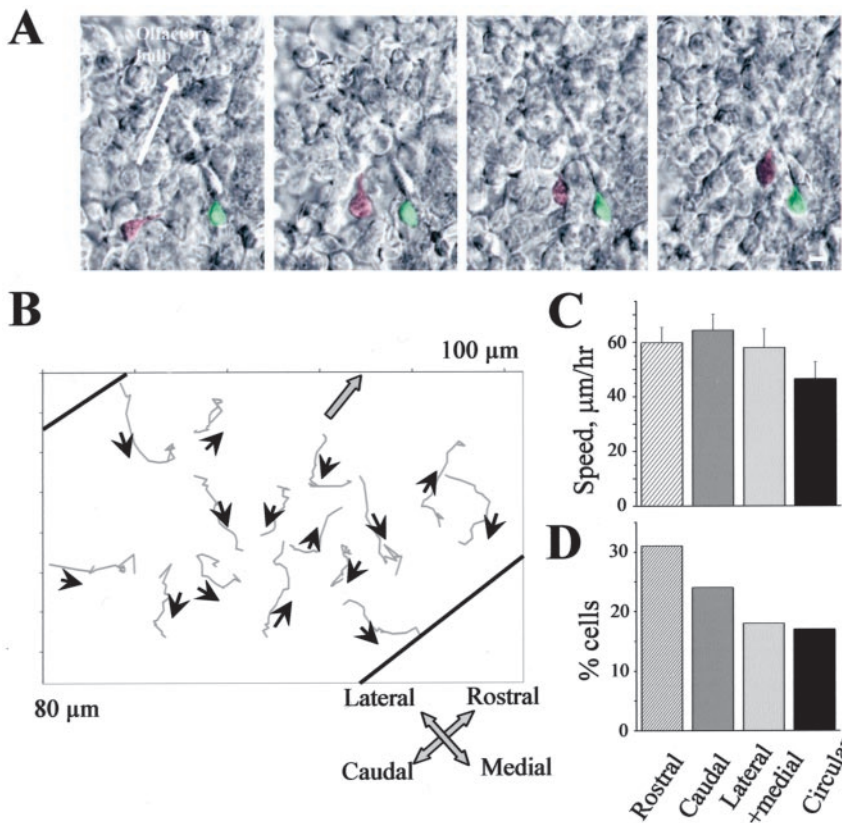 A
Olfactory
bulb
B
100 µm
80 µm
Lateral
Rostral
Caudal
Medial
C
Speed, µm/hr
60
40
20
0
D
% cells
30
20
10
0
Rostral
Caudal
Lateral
+medial
Circular